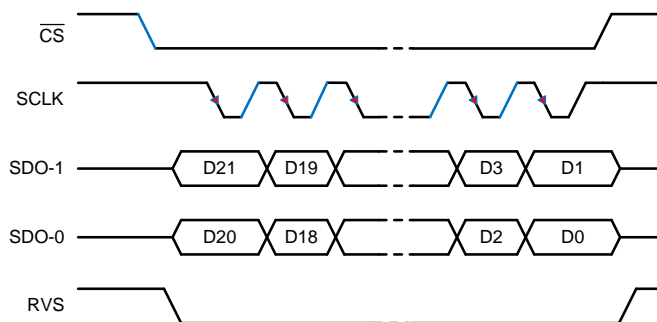 CS
SCLK
SDO-1 D21 D19 D3 D1
SDO-0 D20 D18 D2 D0
RVS